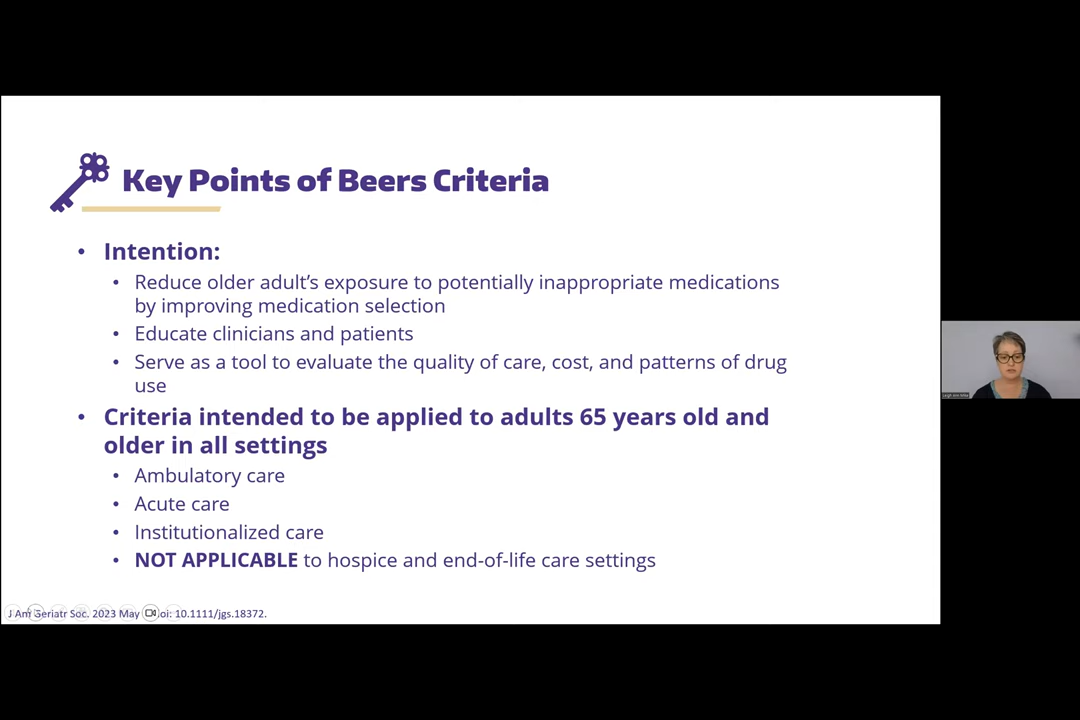 Key Points of Beers Criteria
• Intention:
• Reduce older adult’s exposure to potentially inappropriate medications
by improving medication selection
• Educate clinicians and patients
• Serve as a tool to evaluate the quality of care, cost, and patterns of drug
use
• Criteria intended to be applied to adults 65 years old and
older in all settings
• Ambulatory care
• Acute care
• Institutionalized care
• NOT APPLICABLE to hospice and end-of-life care settings
J Am Geriatr Soc. 2023 May oi: 10.1111/jgs.18372.